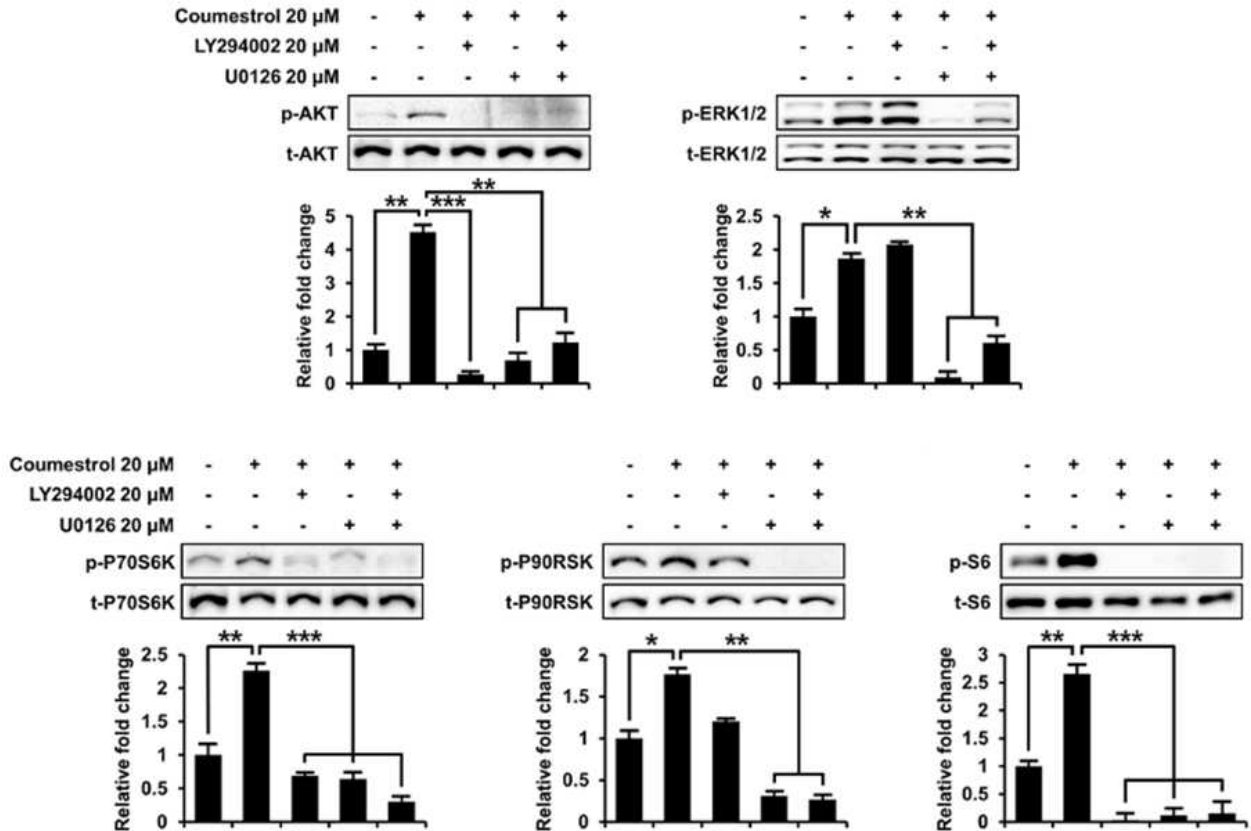 Coumestrol 20 µM - + + + + - + + + +
LY294002 20 µM - - + - + - - + - +
U0126 20 µM - - - + + - - - + +
p-AKT p-ERK1/2
t-AKT t-ERK1/2
** *** ** * **
Relative fold change 5 4 3 2 1 0
Relative fold change 2.5 2 1.5 1 0.5 0
Coumestrol 20 µM - + + + + - + + + + - + + + +
LY294002 20 µM - - + - + - - + - + - - + - +
U0126 20 µM - - - + + - - - + + - - - + +
p-P70S6K p-P90RSK p-S6
t-P70S6K t-P90RSK t-S6
** *** * ** ** ***
Relative fold change 2.5 2 1.5 1 0.5 0
Relative fold change 2 1.5 1 0.5 0
Relative fold change 3 2.5 2 1.5 1 0.5 0